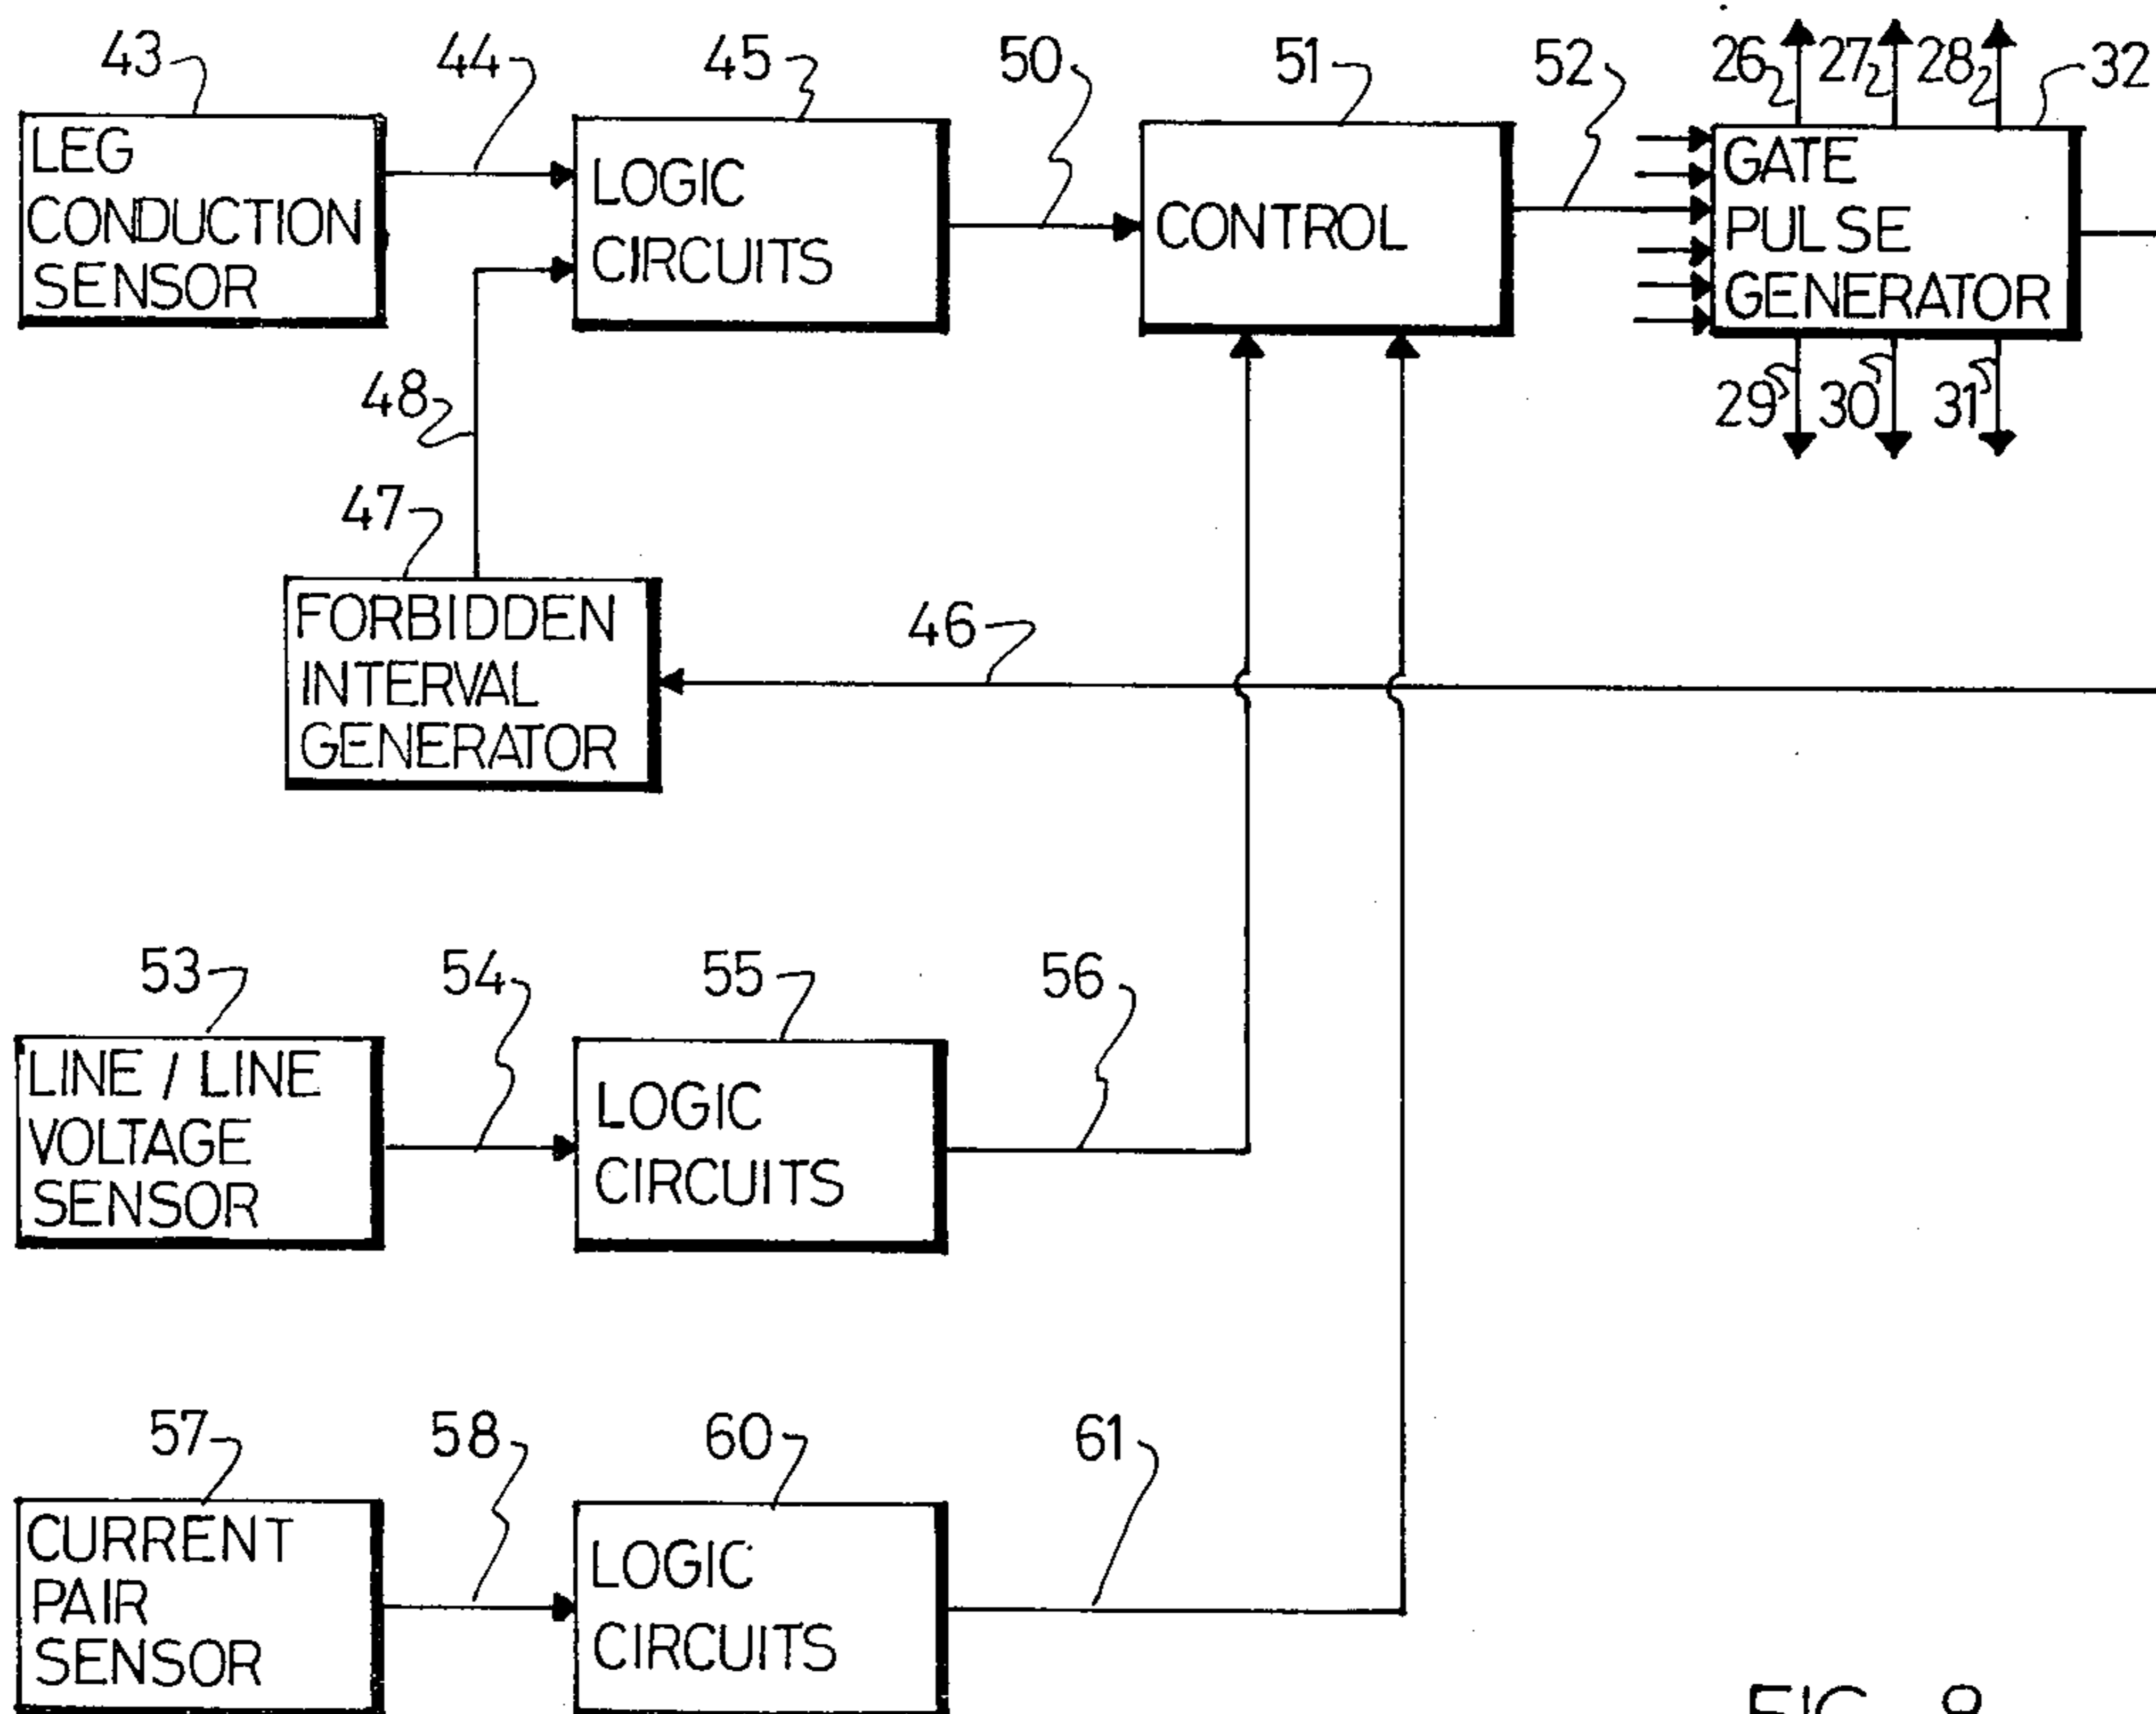 43
44
45
50
51
52
26
27
28
32
LEG
CONDUCTION
SENSOR
LOGIC
CIRCUITS
CONTROL
GATE
PULSE
GENERATOR
48
29
30
31
47
FORBIDDEN
INTERVAL
GENERATOR
46
53
54
55
56
LINE / LINE
VOLTAGE
SENSOR
LOGIC
CIRCUITS
57
58
60
61
CURRENT
PAIR
SENSOR
LOGIC
CIRCUITS
FIG. 8